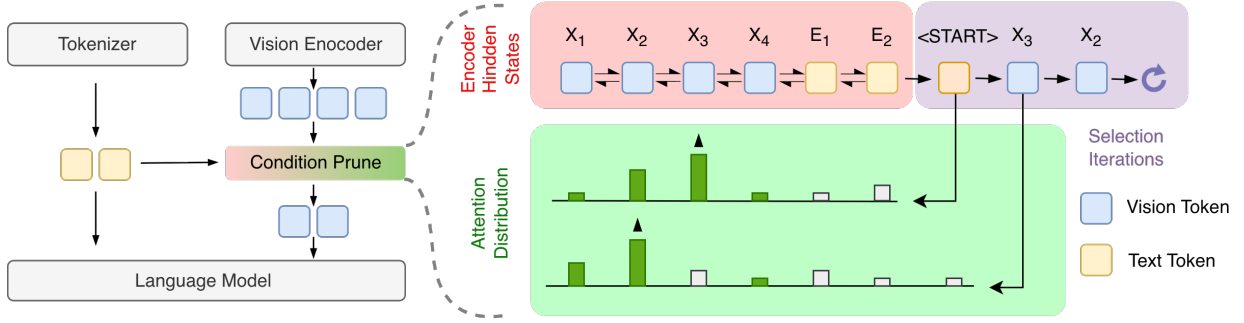 Tokenizer
Vision Enocoder
Condition Prune
Language Model
Encoder
Hindden
States
X1
X2
X3
X4
E1
E2
<START>
X3
X2
Attention
Distribution
Selection
Iterations
Vision Token
Text Token